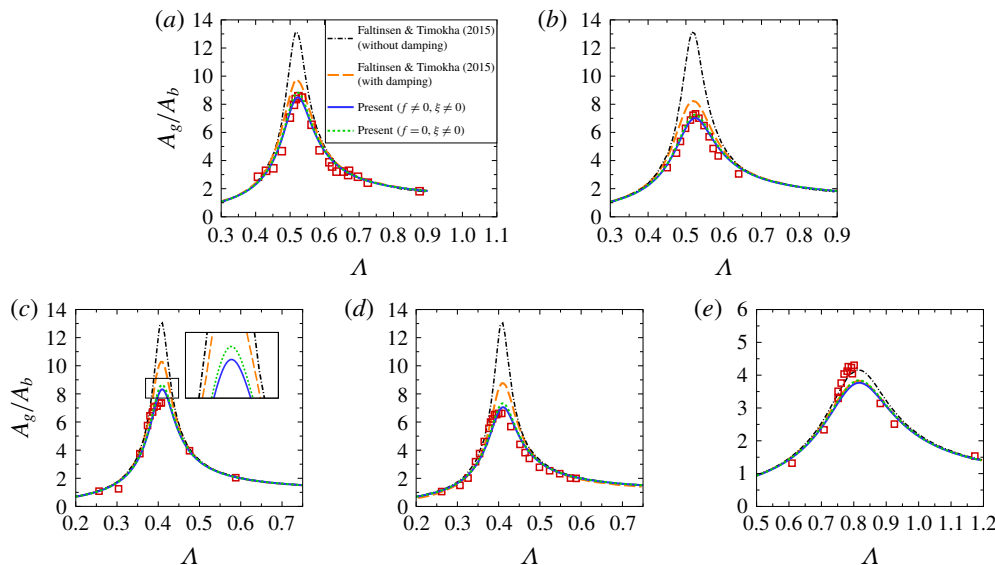 (a)
14
12
10
8
6
4
2
0
A_g/A_b
0.3 0.4 0.5 0.6 0.7 0.8 0.9 1.0 1.1
Λ
Faltinsen & Timokha (2015)
(without damping)
Faltinsen & Timokha (2015)
(with damping)
Present (f ≠ 0, ξ ≠ 0)
Present (f = 0, ξ ≠ 0)
(b)
14
12
10
8
6
4
2
0
0.3 0.4 0.5 0.6 0.7 0.8 0.9
Λ
(c)
14
12
10
8
6
4
2
0
A_g/A_b
0.2 0.3 0.4 0.5 0.6 0.7
Λ
(d)
14
12
10
8
6
4
2
0
0.2 0.3 0.4 0.5 0.6 0.7
Λ
(e)
6
5
4
3
2
1
0
0.5 0.6 0.7 0.8 0.9 1.0 1.1 1.2
Λ